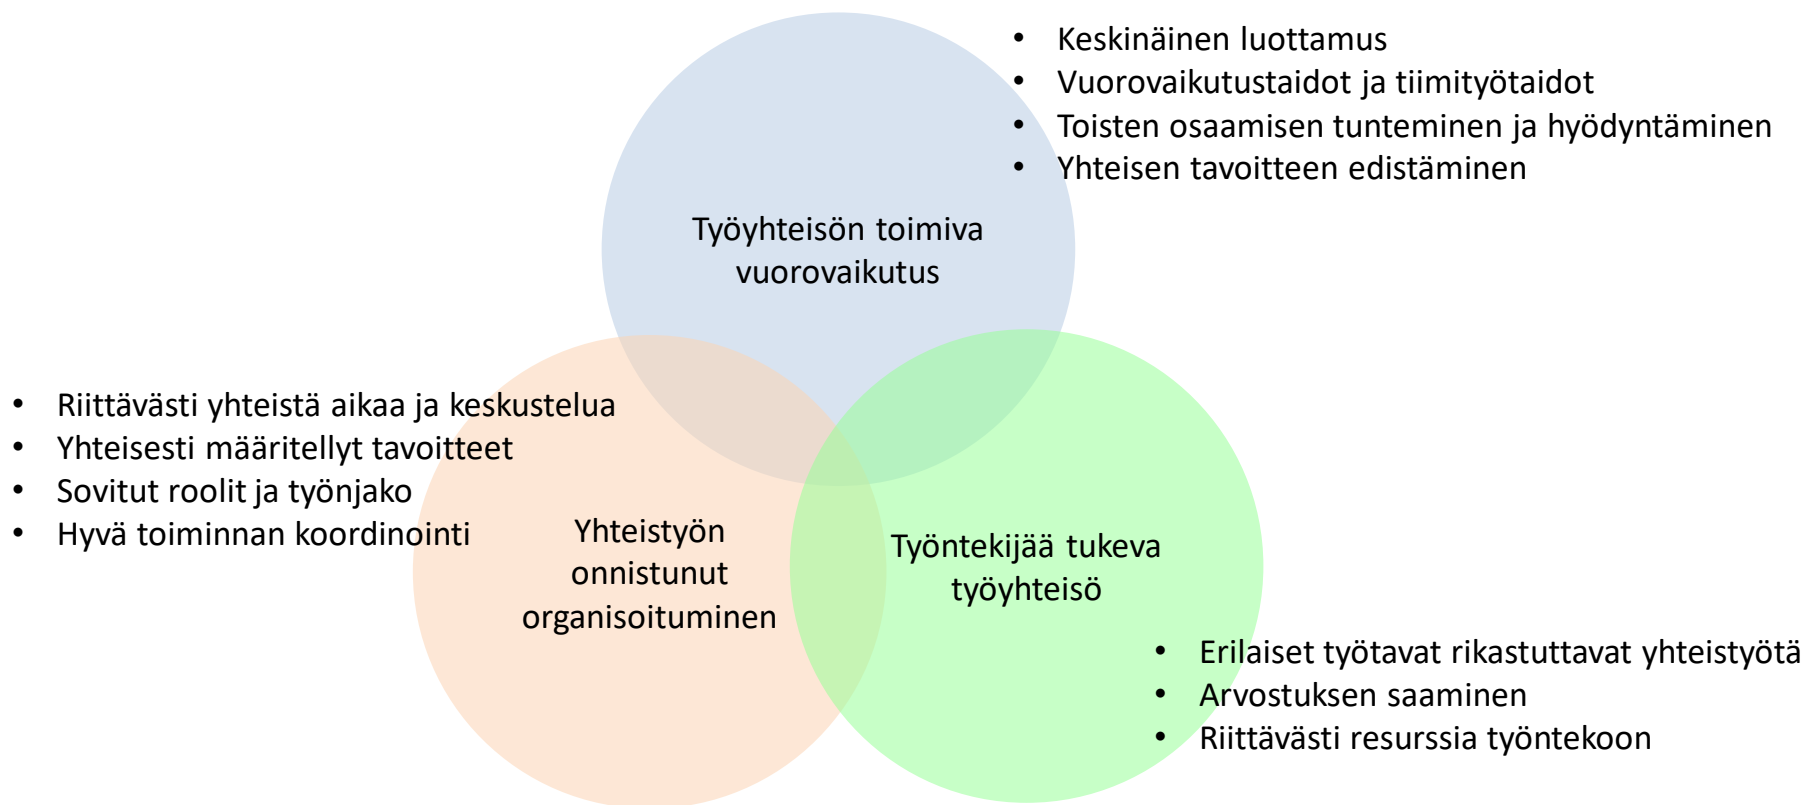 • Keskinäinen luottamus
• Vuorovaikutustaidot ja tiimityötaidot
• Toisten osaamisen tunteminen ja hyödyntäminen
• Yhteisen tavoitteen edistäminen
Työyhteisön toimiva
vuorovaikutus
• Riittävästi yhteistä aikaa ja keskustelua
• Yhteisesti määritellyt tavoitteet
• Sovitut roolit ja työnjako
• Hyvä toiminnan koordinointi
Yhteistyön
onnistunut
organisoituminen
Työntekijää tukeva
työyhteisö
• Erilaiset työtavat rikastuttavat yhteistyötä
• Arvostuksen saaminen
• Riittävästi resurssia työntekoon